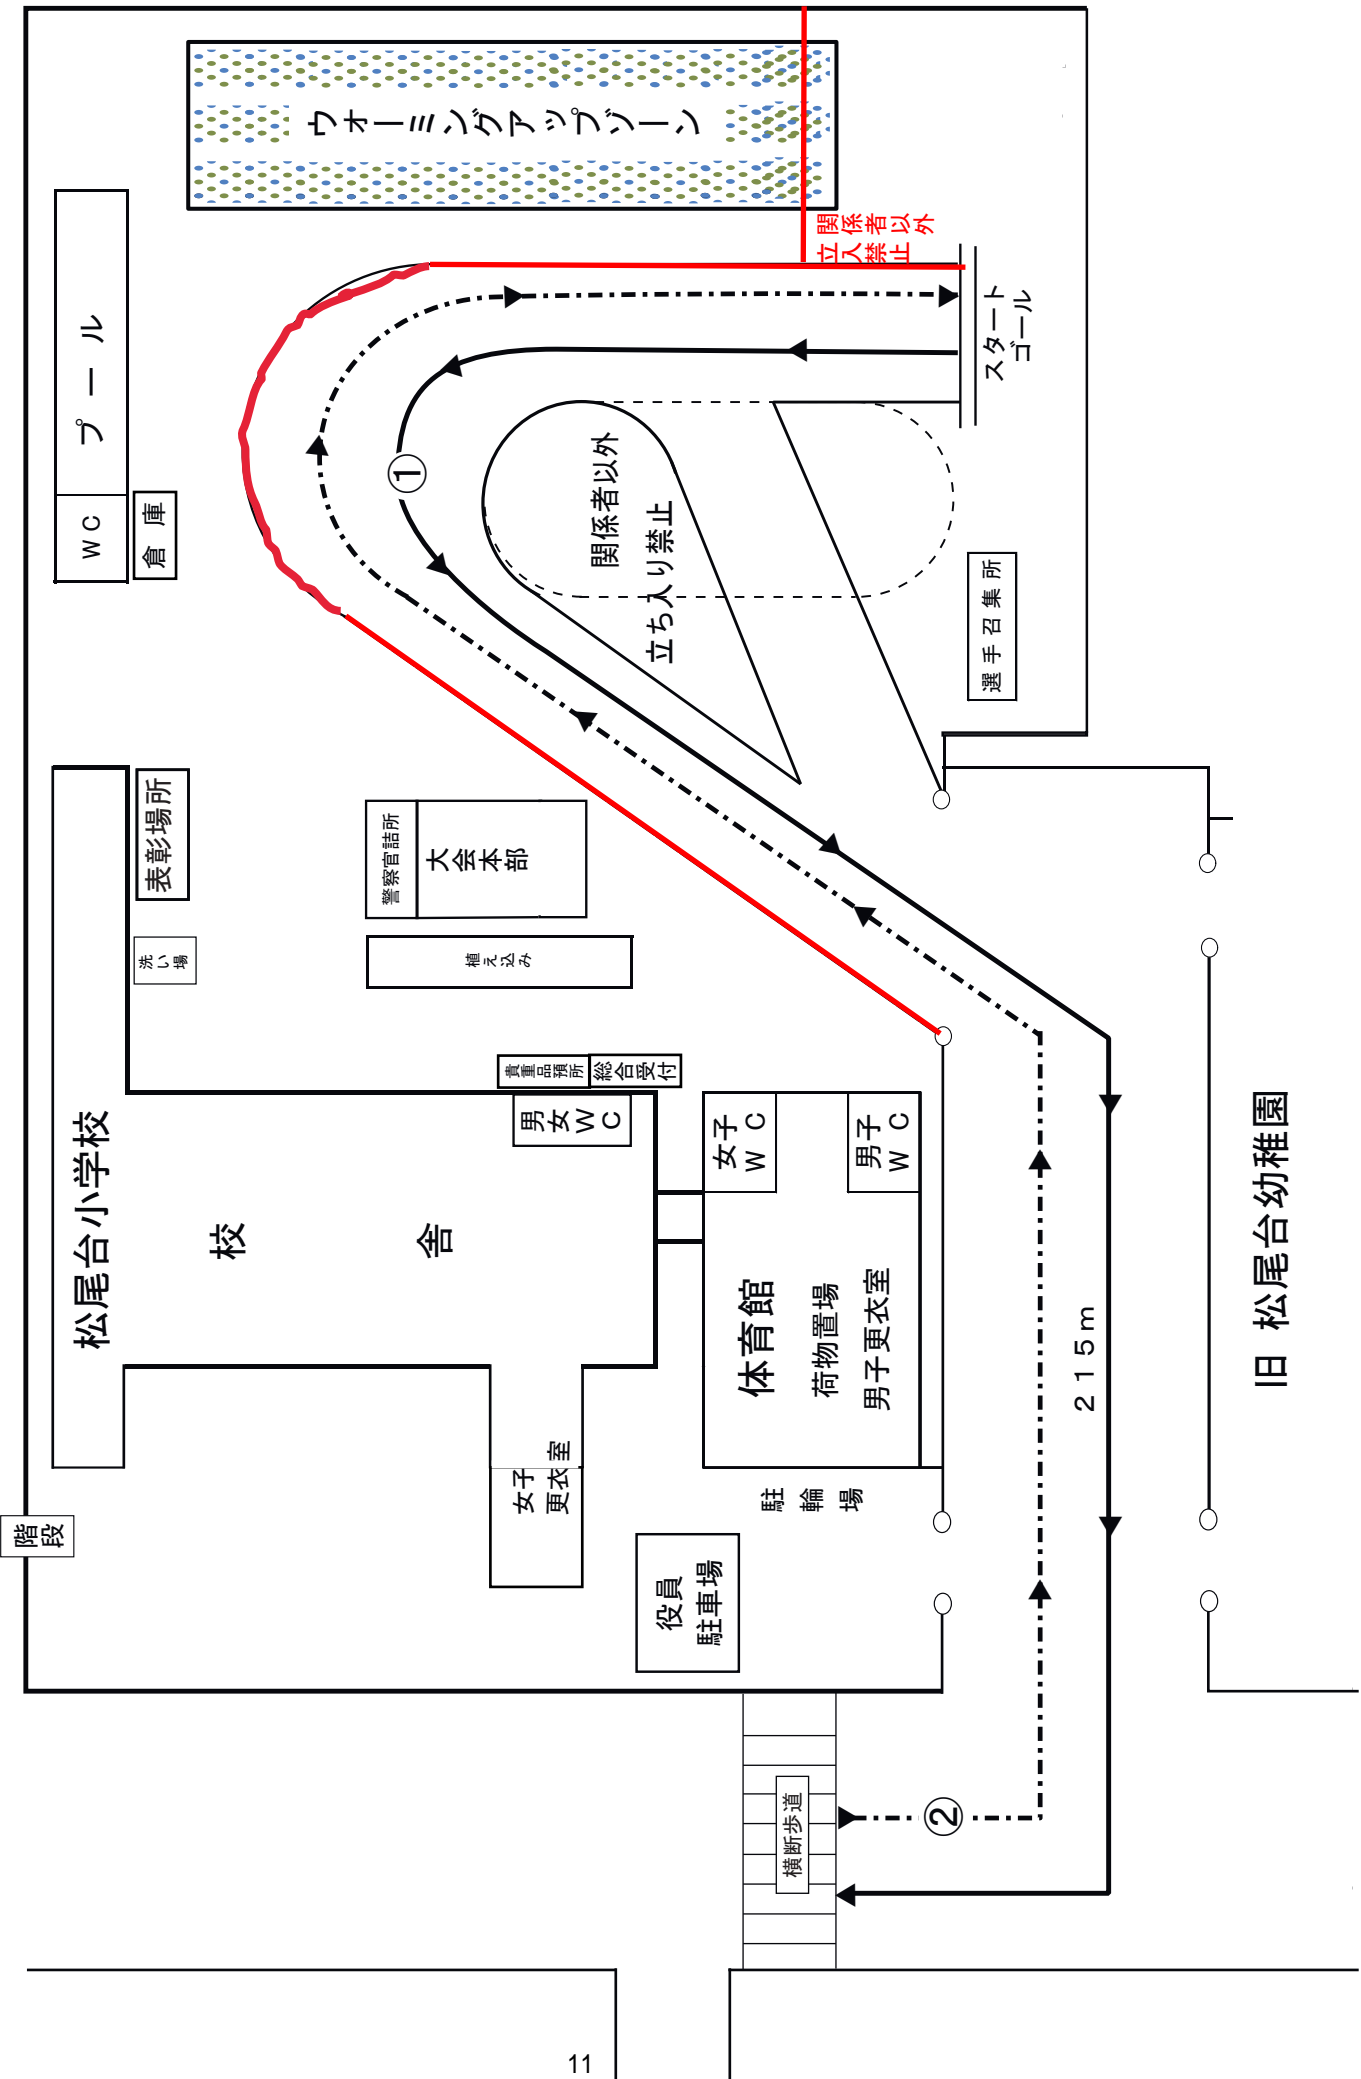 松尾台小学校
階段
校舎
女子
更衣室
男女
ＷＣ
貴重品預所
総合受付
洗い場
表彰場所
ＷＣ
プール
倉庫
警察官詰所
大会本部
植え込み
ウォーミングアップゾーン
関係者以外
立入禁止
①
関係者以外
立ち入り禁止
スタート
ゴール
選手召集所
女子
ＷＣ
男子
ＷＣ
体育館
荷物置場
男子更衣室
駐輪場
役員
駐車場
横断歩道
②
２１５ｍ
旧 松尾台幼稚園
11